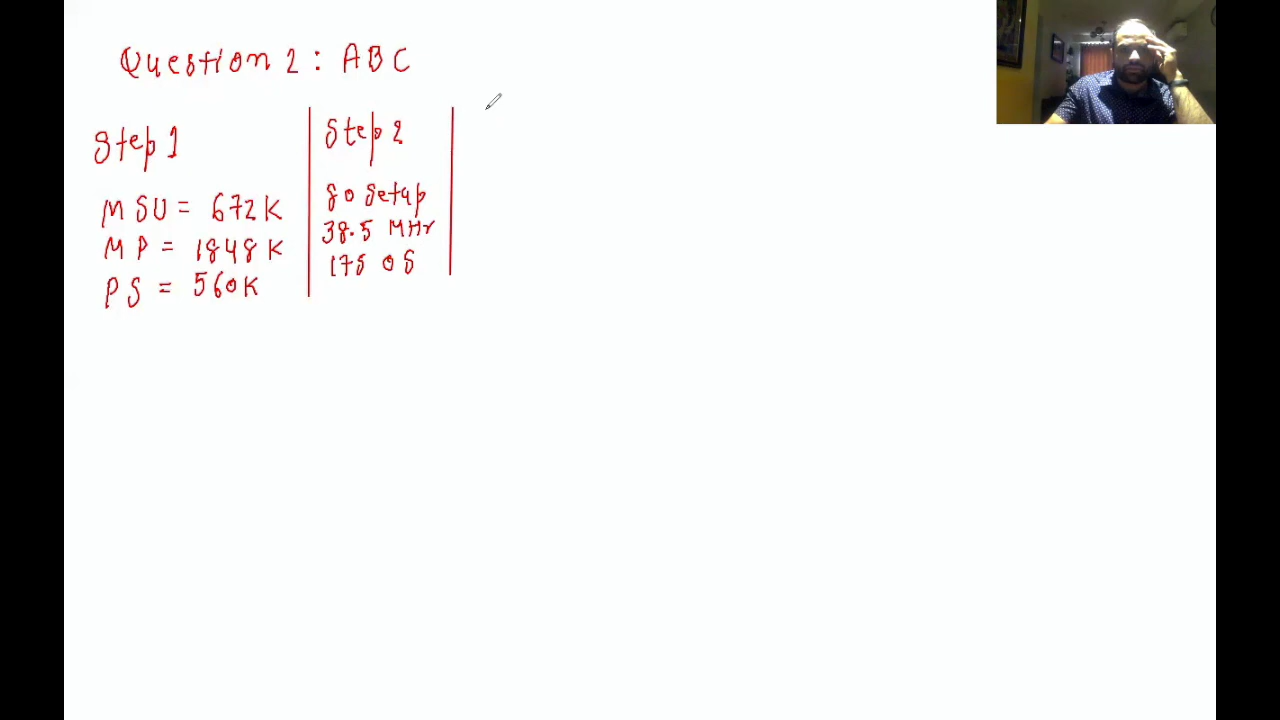 Question 2: ABC
Step 1
MSU = 672K
MP = 1848K
PS = 560K
Step 2
80 Setup
38.5 MHr
175 OS